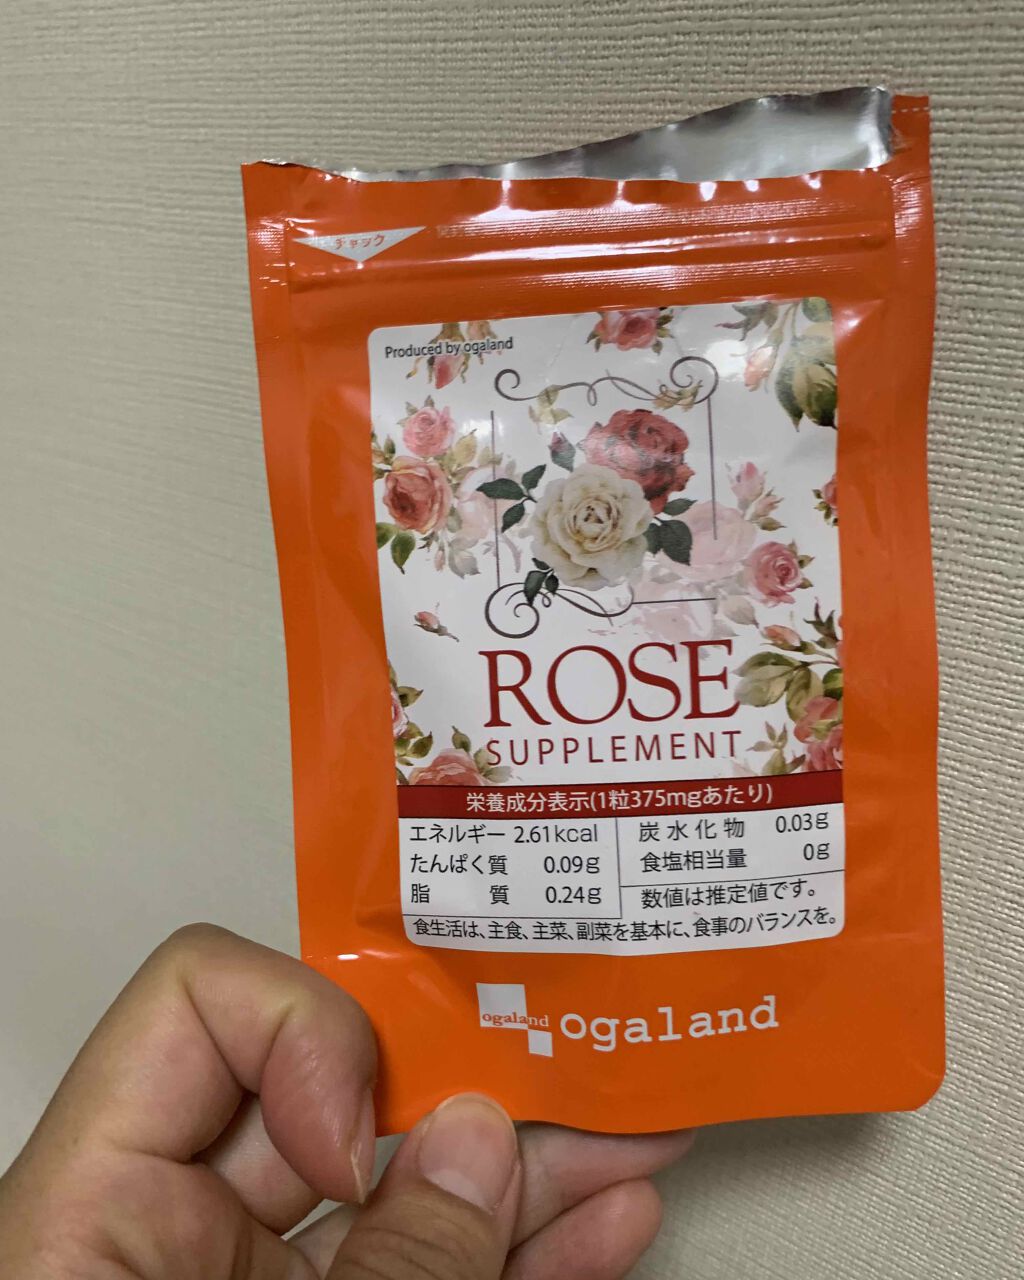 チャック
Produced by ogaland
ROSE
SUPPLEMENT
栄養成分表示(1粒375mgあたり)
エネルギー 2.61kcal
たんぱく質 0.09g
脂質 0.24g
炭水化物 0.03g
食塩相当量 0g
数値は推定値です。
食生活は、主食、主菜、副菜を基本に、食事のバランスを。
ogaland
ogaland